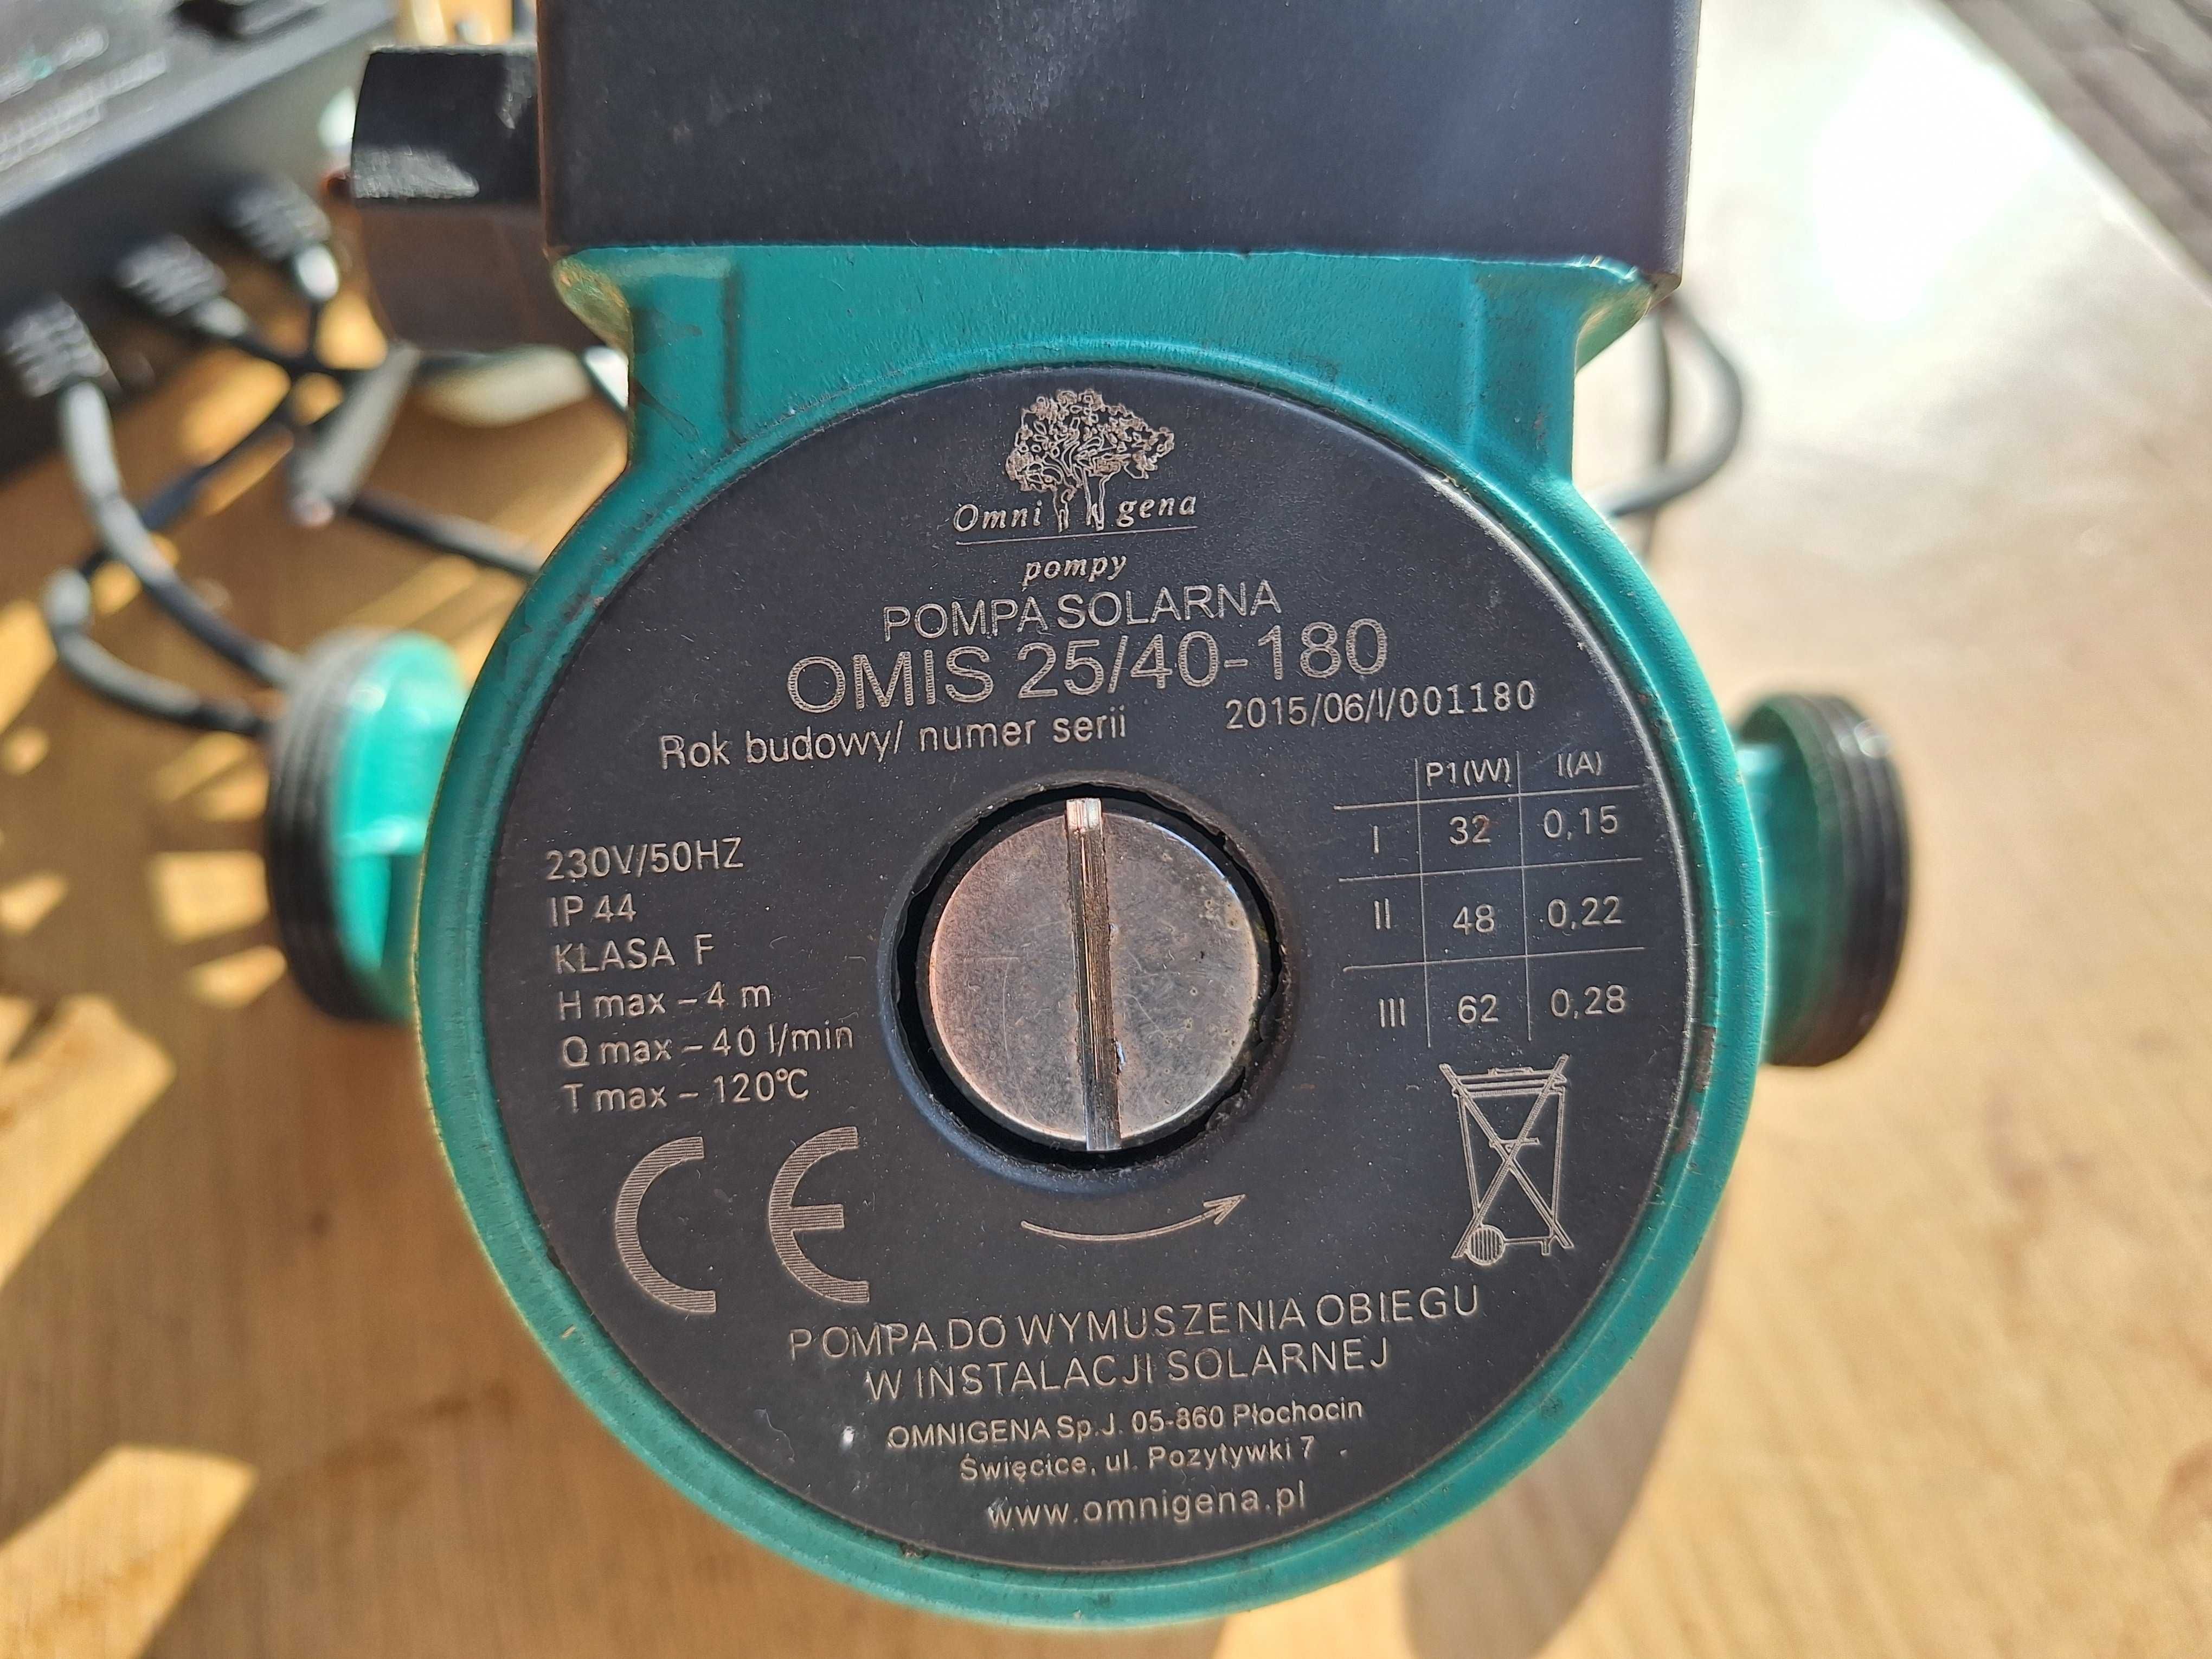 Omni gena
pompy
POMPA SOLARNA
OMIS 25/40-180
Rok budowy/ numer serii 2015/06/I/001180
230V/50HZ
IP 44
KLASA F
H max – 4 m
Q max – 40 l/min
T max – 120°C
P1(W) I(A)
I 32 0,15
II 48 0,22
III 62 0,28
CE
POMPA DO WYMUSZENIA OBIEGU
W INSTALACJI SOLARNEJ
OMNIGENA Sp.J. 05-860 Płochocin
Święcice, ul. Pozytywki 7
www.omnigena.pl